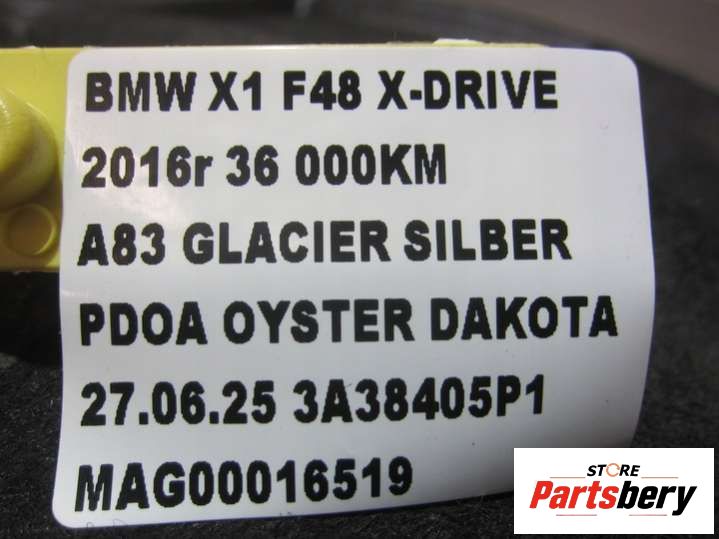 BMW X1 F48 X-DRIVE
2016r 36 000KM
A83 GLACIER SILBER
PDOA OYSTER DAKOTA
27.06.25 3A38405P1
MAG00016519
STORE
Partsbery